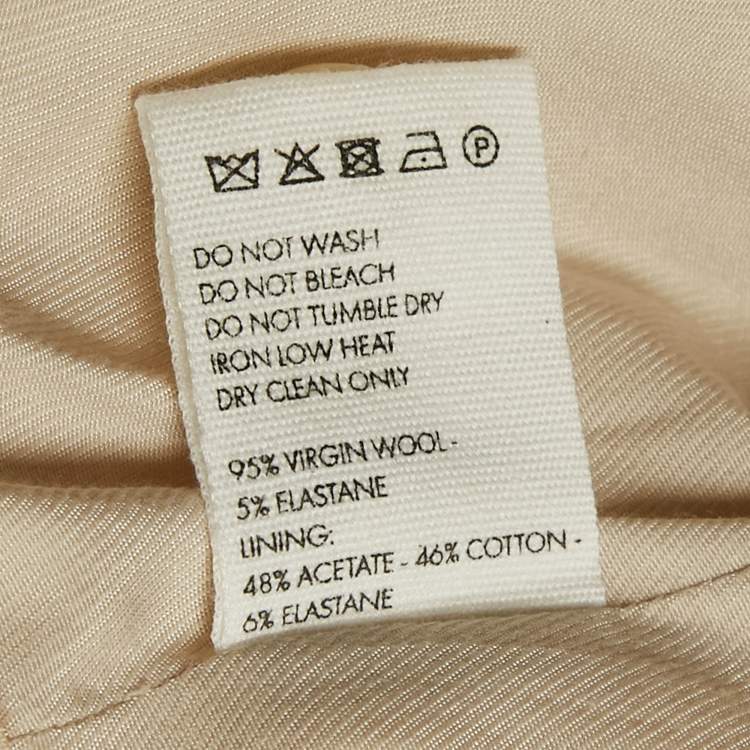 P
DO NOT WASH
DO NOT BLEACH
DO NOT TUMBLE DRY
IRON LOW HEAT
DRY CLEAN ONLY
95% VIRGIN WOOL -
5% ELASTANE
LINING:
48% ACETATE - 46% COTTON -
6% ELASTANE